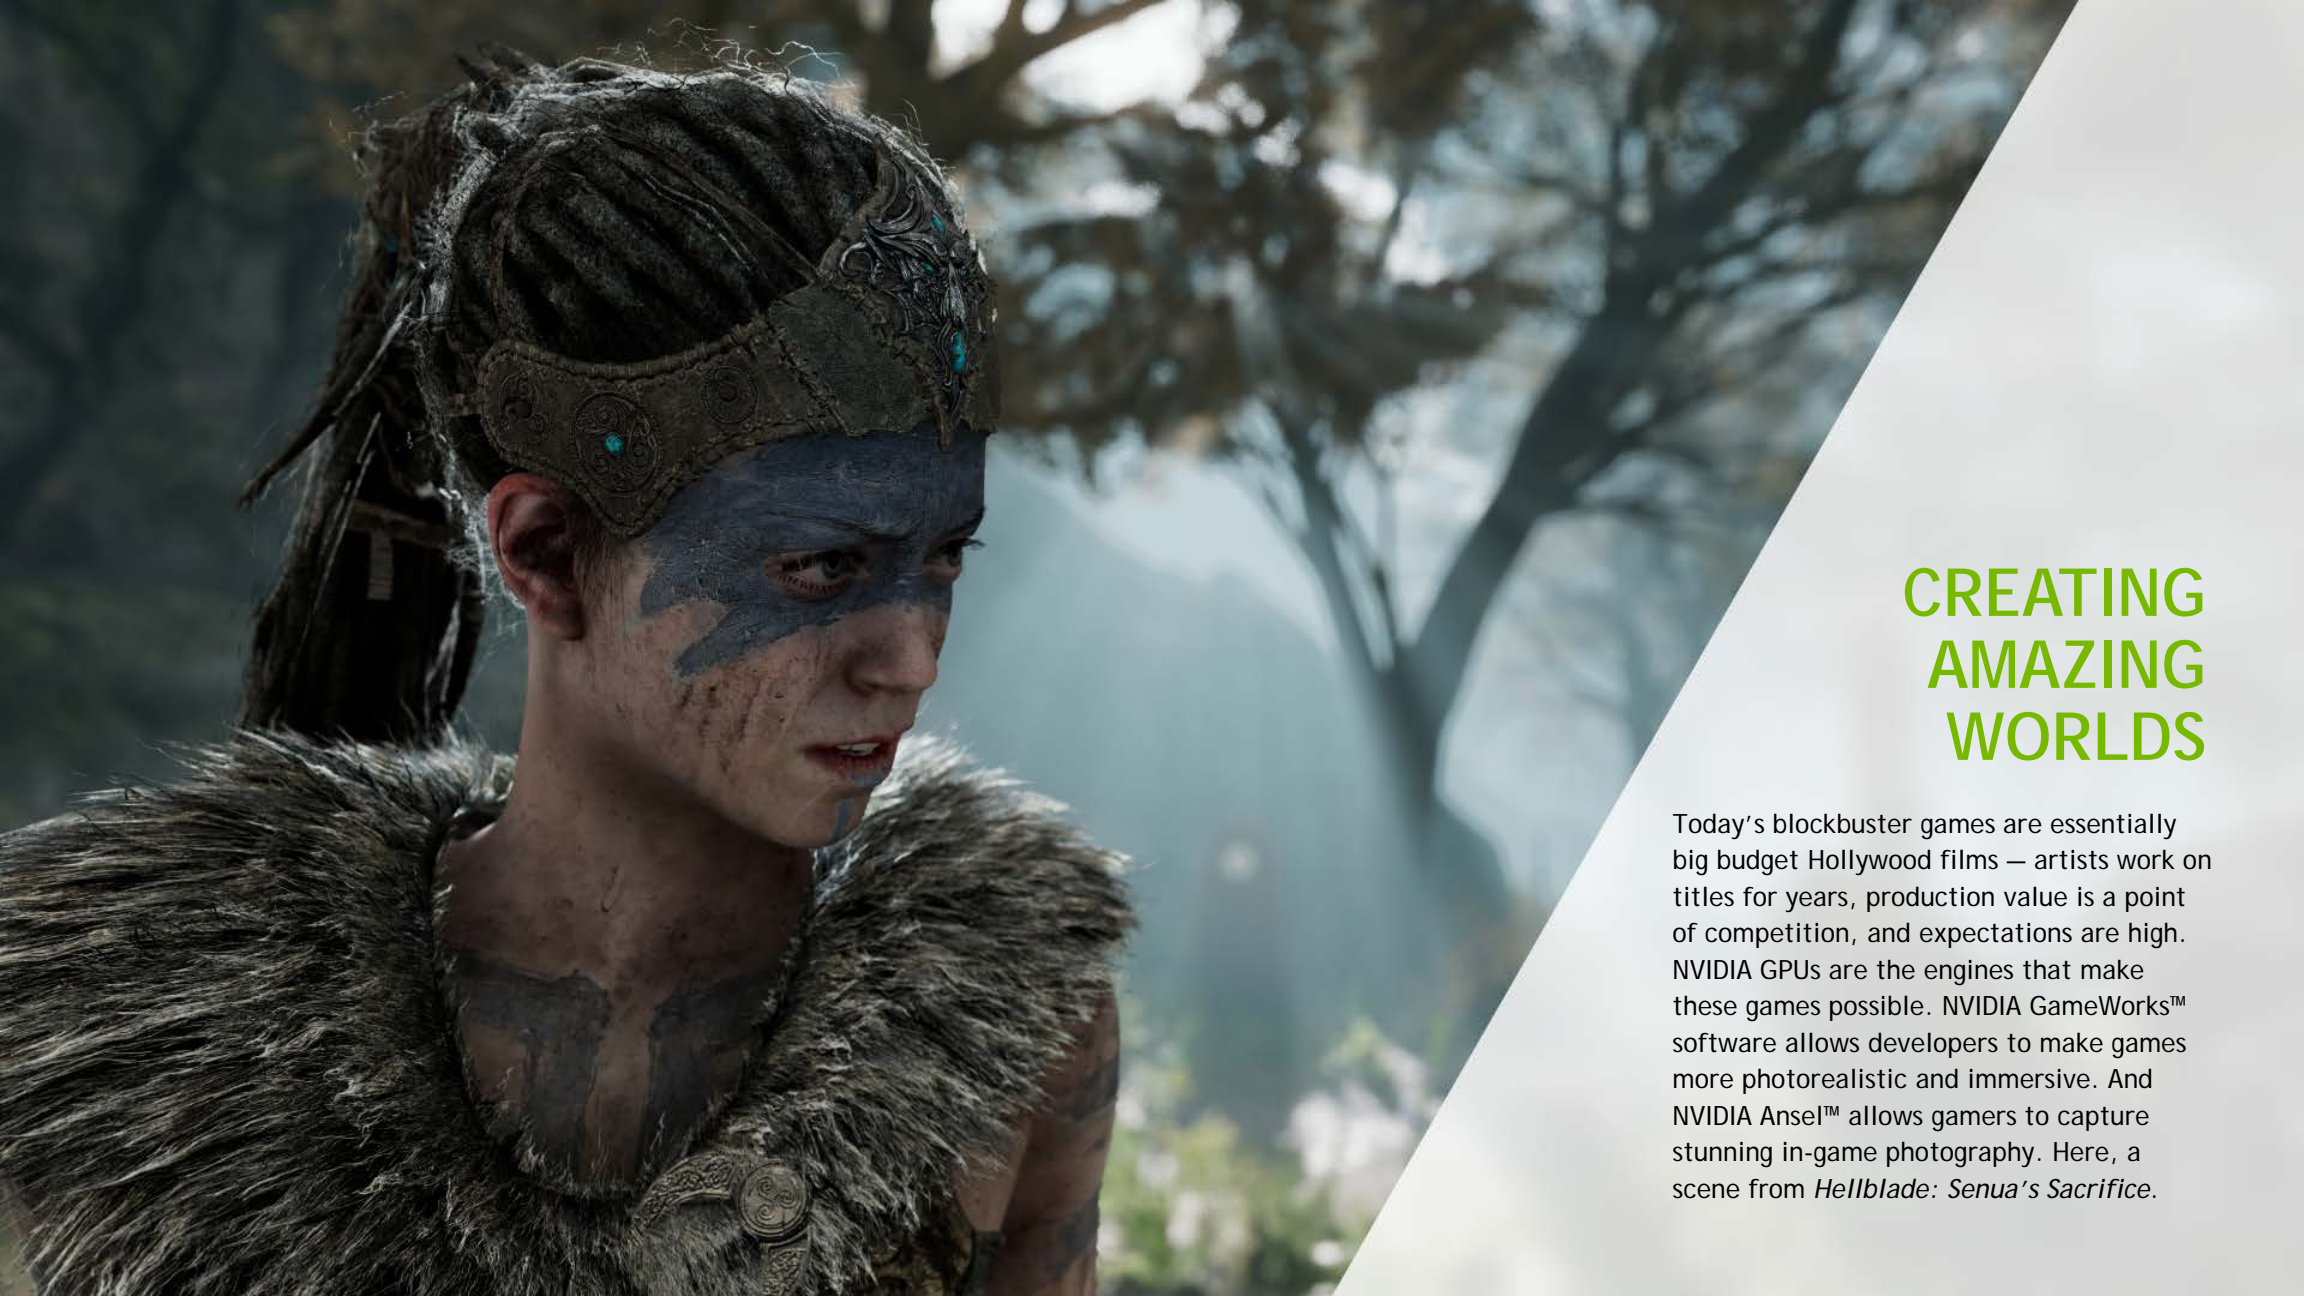 CREATING
AMAZING
WORLDS
Today’s blockbuster games are essentially
big budget Hollywood films — artists work on
titles for years, production value is a point
of competition, and expectations are high.
NVIDIA GPUs are the engines that make
these games possible. NVIDIA GameWorks™
software allows developers to make games
more photorealistic and immersive. And
NVIDIA Ansel™ allows gamers to capture
stunning in-game photography. Here, a
scene from Hellblade: Senua’s Sacrifice.